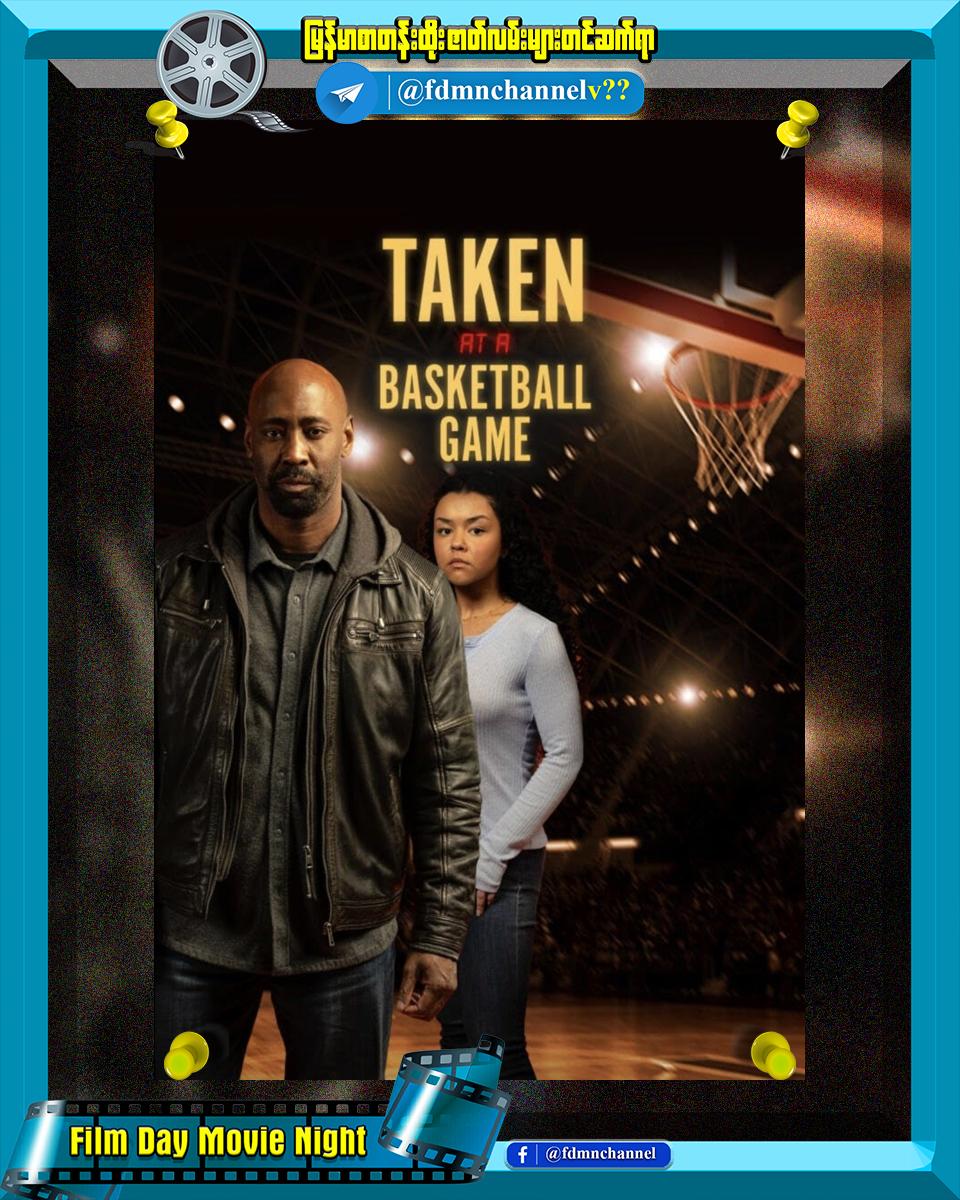 မြန်မာစာတန်းထိုးဇာတ်လမ်းများတင်ဆက်ရာ
@fdmnchannelv??
TAKEN
AT A
BASKETBALL
GAME
Film Day Movie Night
@fdmnchannel